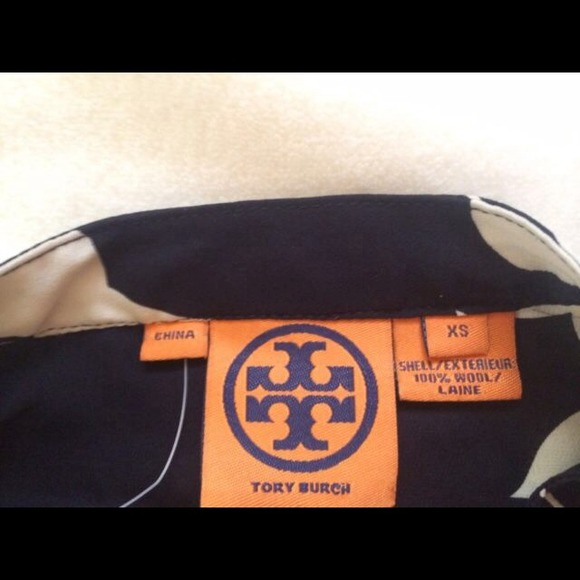 CHINA
TORY BURCH
XS
SHELL/EXTERIEUR:
100% WOOL/
LAINE